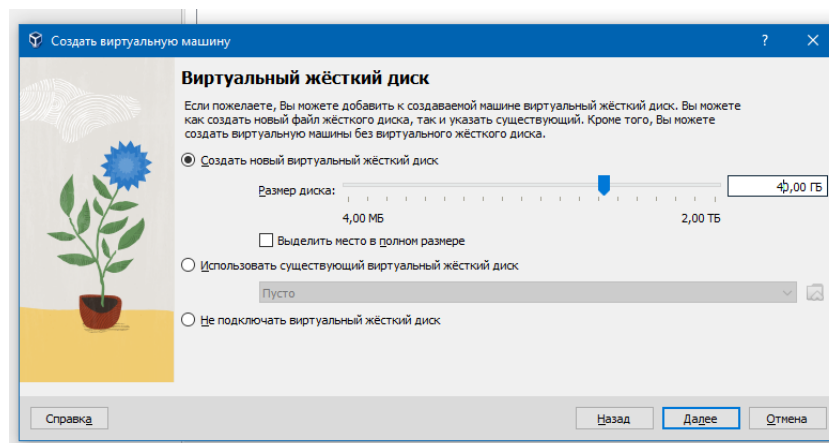 Создать виртуальную машину
?
Виртуальный жёсткий диск
Если пожелаете, Вы можете добавить к создаваемой машине виртуальный жёсткий диск. Вы можете
как создать новый файл жёсткого диска, так и указать существующий. Кроме того, Вы можете
создать виртуальную машины без виртуального жёсткого диска.
Создать новый виртуальный жёсткий диск
Размер диска:
40,00 ГБ
4,00 МБ
2,00 ТБ
Выделить место в полном размере
Использовать существующий виртуальный жёсткий диск
Пусто
Не подключать виртуальный жёсткий диск
Справка
Назад
Далее
Отмена